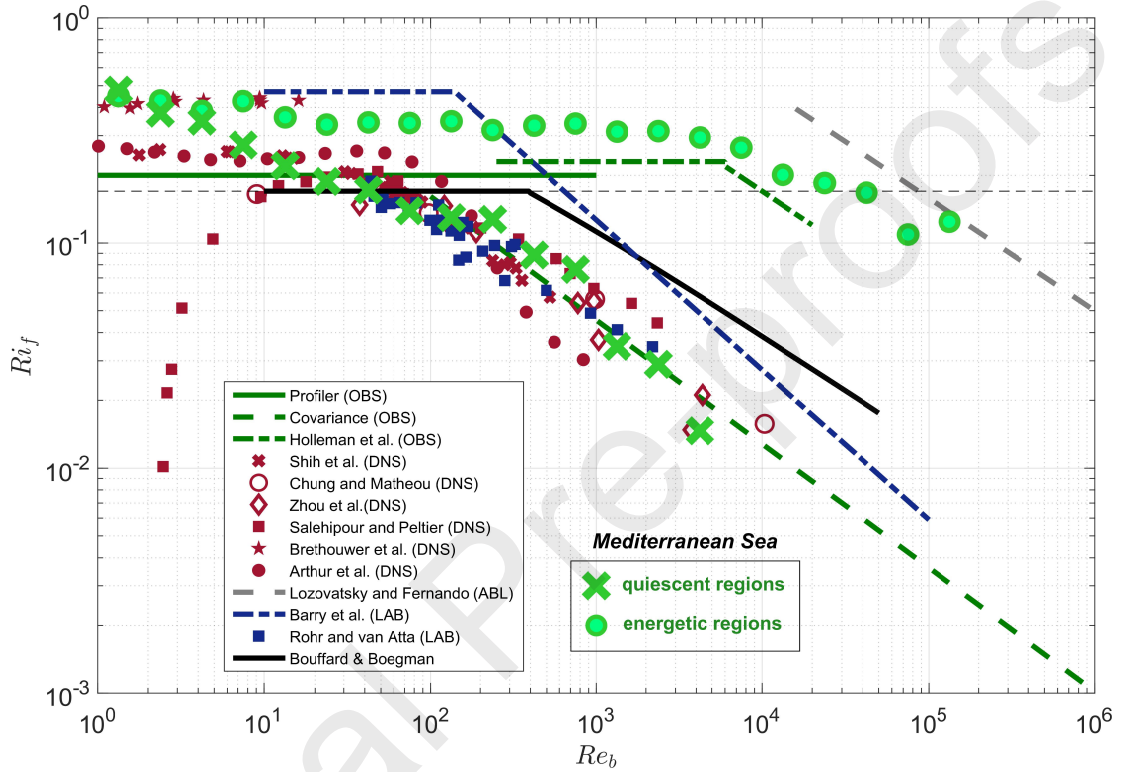 10^0
10^-1
10^-2
10^-3
Ri_f
Profiler (OBS)
Covariance (OBS)
Holleman et al. (OBS)
Shih et al. (DNS)
Chung and Matheou (DNS)
Zhou et al.(DNS)
Salehipour and Peltier (DNS)
Brethouwer et al. (DNS)
Arthur et al. (DNS)
Lozovatsky and Fernando (ABL)
Barry et al. (LAB)
Rohr and van Atta (LAB)
Bouffard & Boegman
Mediterranean Sea
quiescent regions
energetic regions
10^0 10^1 10^2 10^3 10^4 10^5 10^6
Re_b
al Pre-proofs